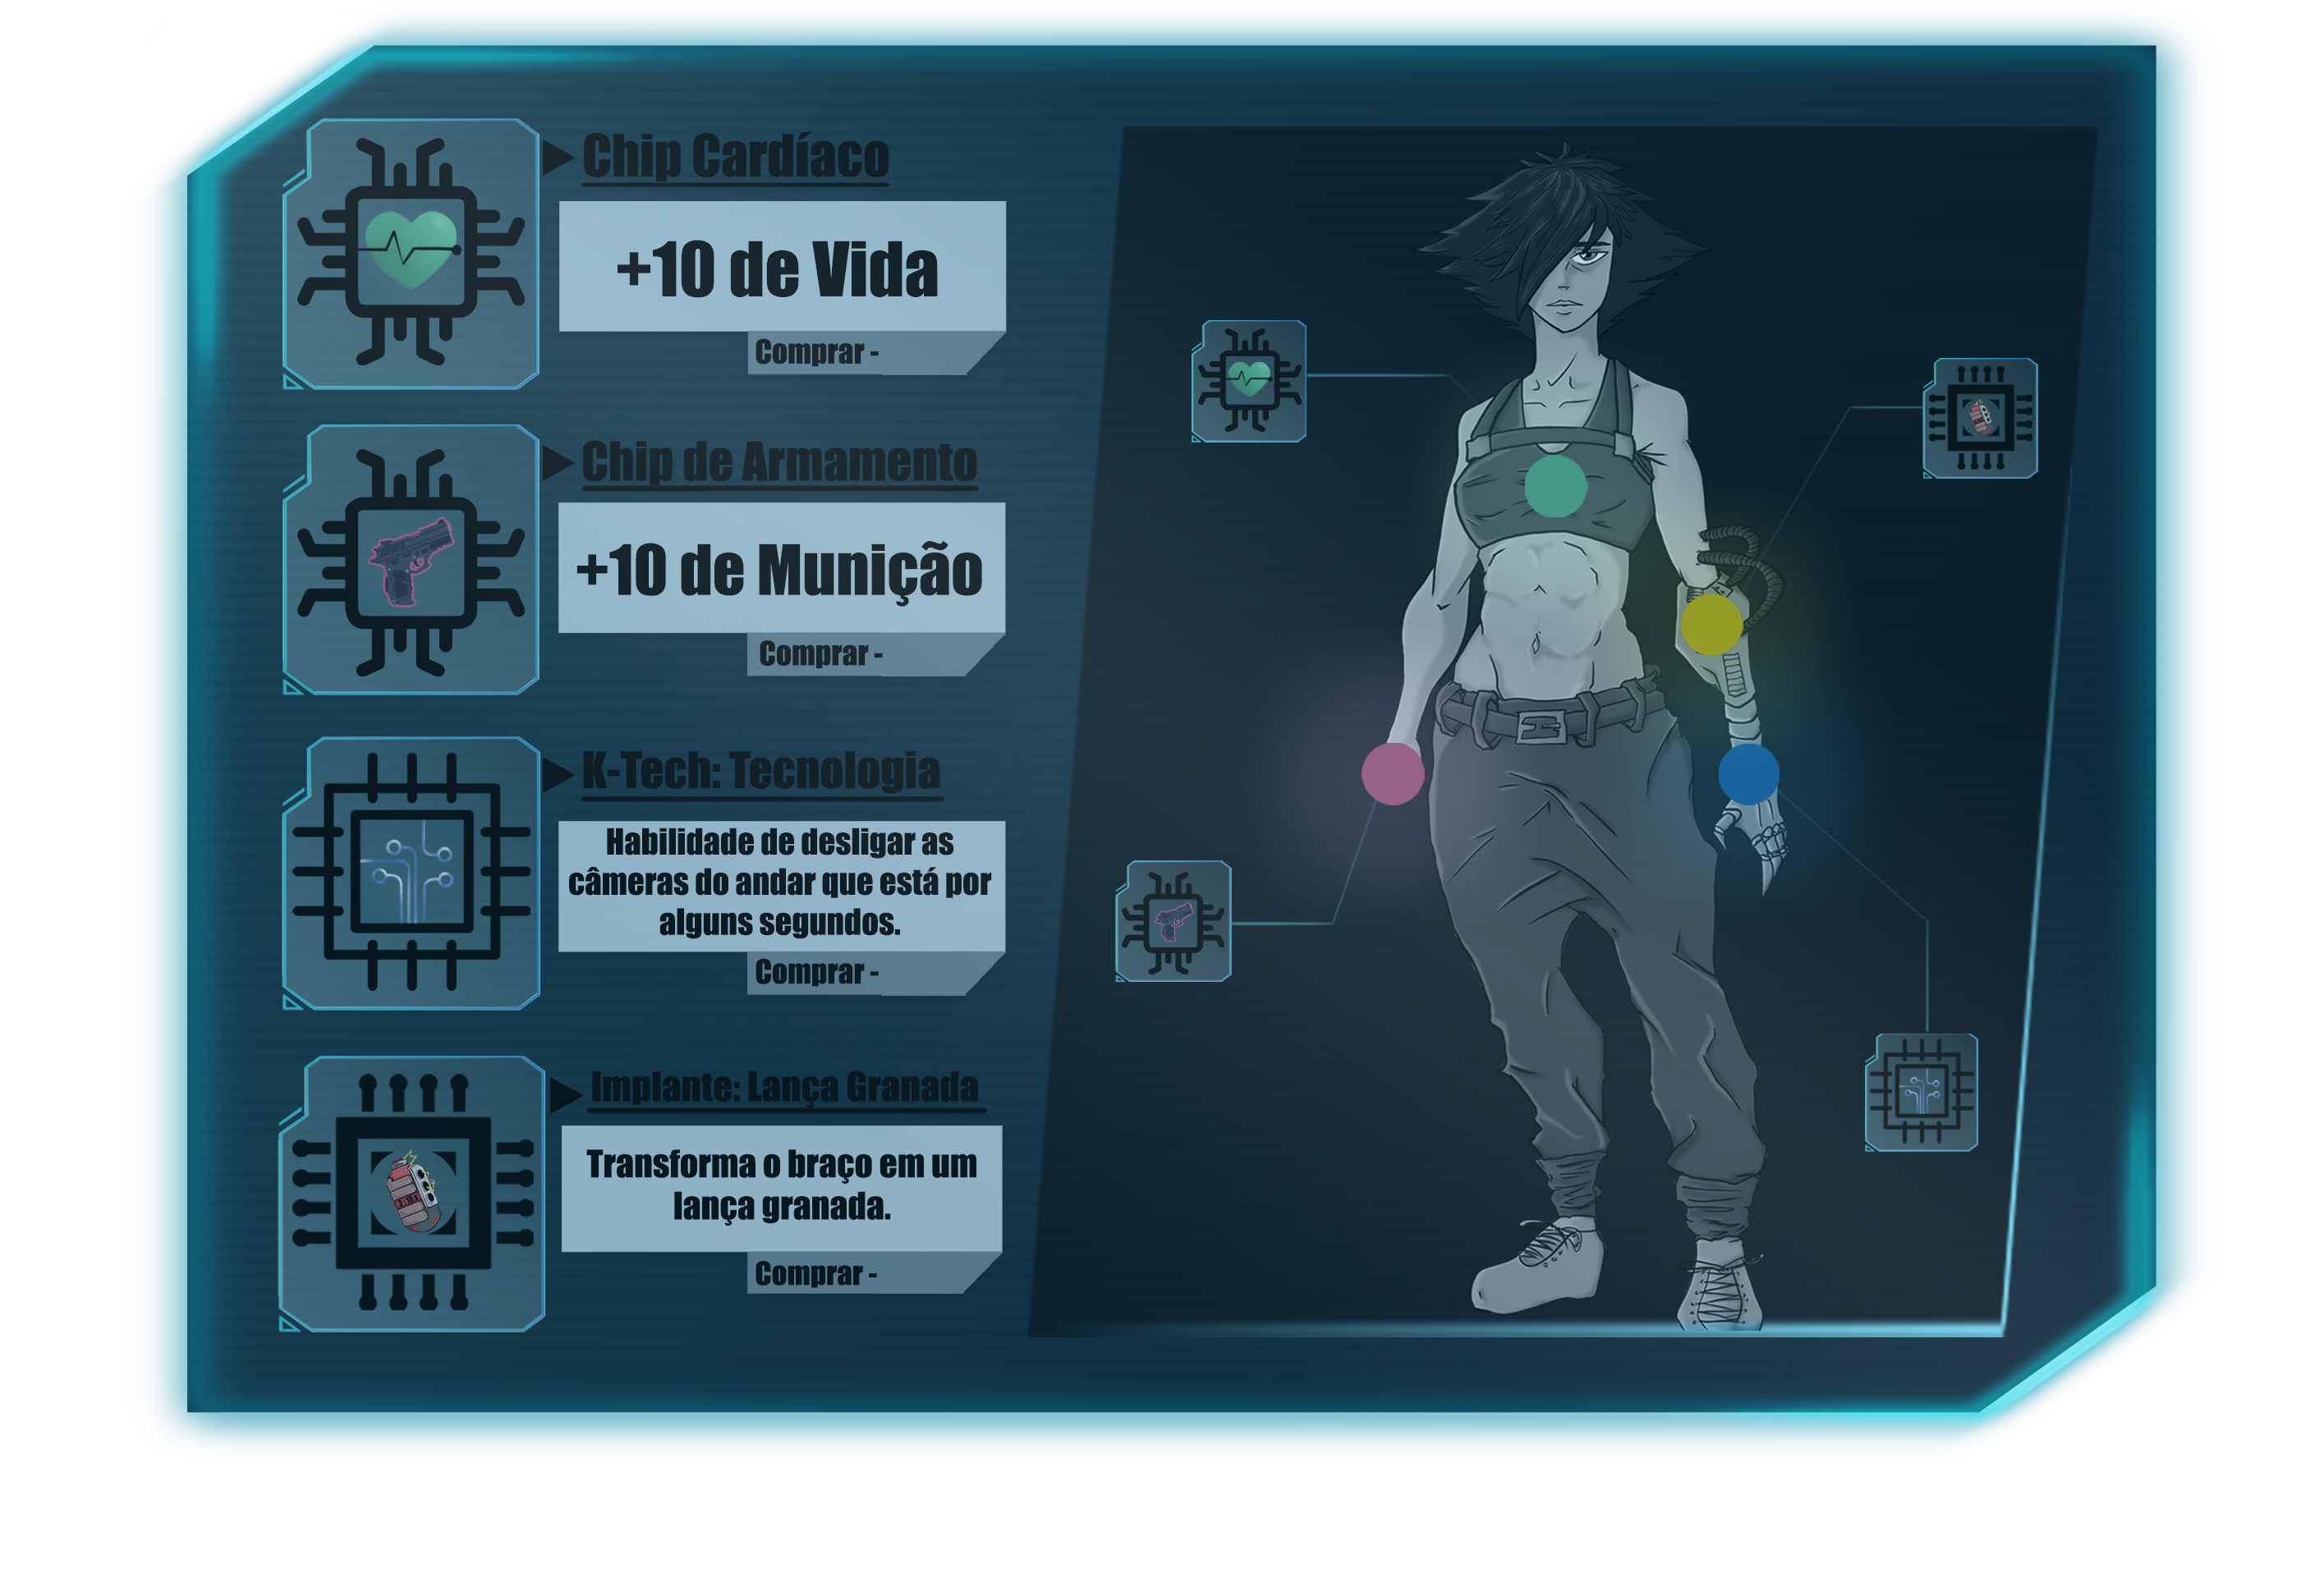 Chip Cardíaco
+10 de Vida
Comprar -
Chip de Armamento
+10 de Munição
Comprar -
K-Tech: Tecnologia
Habilidade de desligar as
câmeras do andar que está por
alguns segundos.
Comprar -
Implante: Lança Granada
Transforma o braço em um
lança granada.
Comprar -